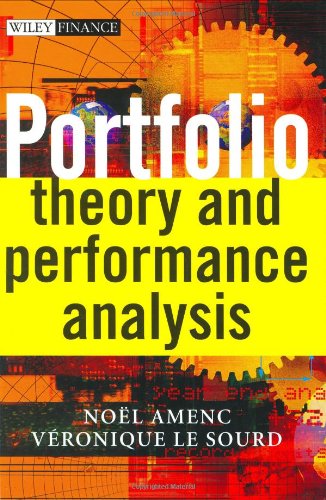 WILEY FINANCE
Portfolio
theory and
performance
analysis
NOËL AMENC
VÉRONIQUE LE SOURD